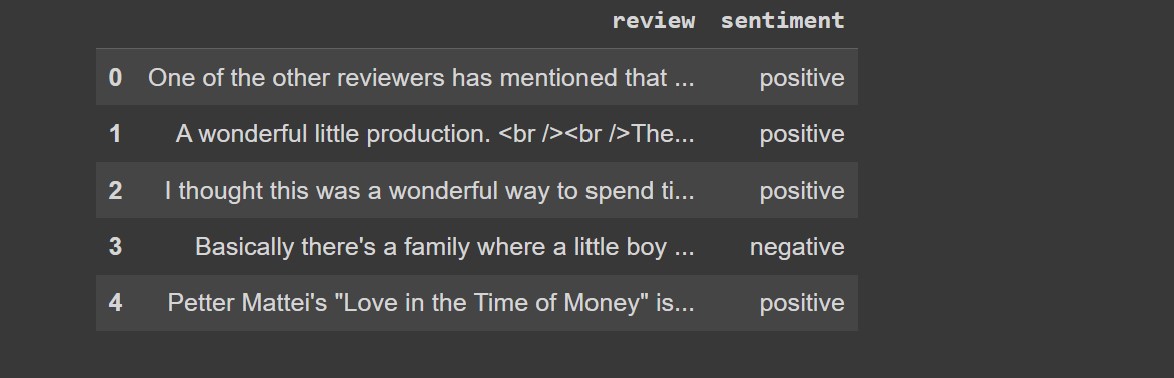 review sentiment
0 One of the other reviewers has mentioned that ... positive
1 A wonderful little production. <br /><br />The... positive
2 I thought this was a wonderful way to spend ti... positive
3 Basically there's a family where a little boy ... negative
4 Petter Mattei's "Love in the Time of Money" is... positive